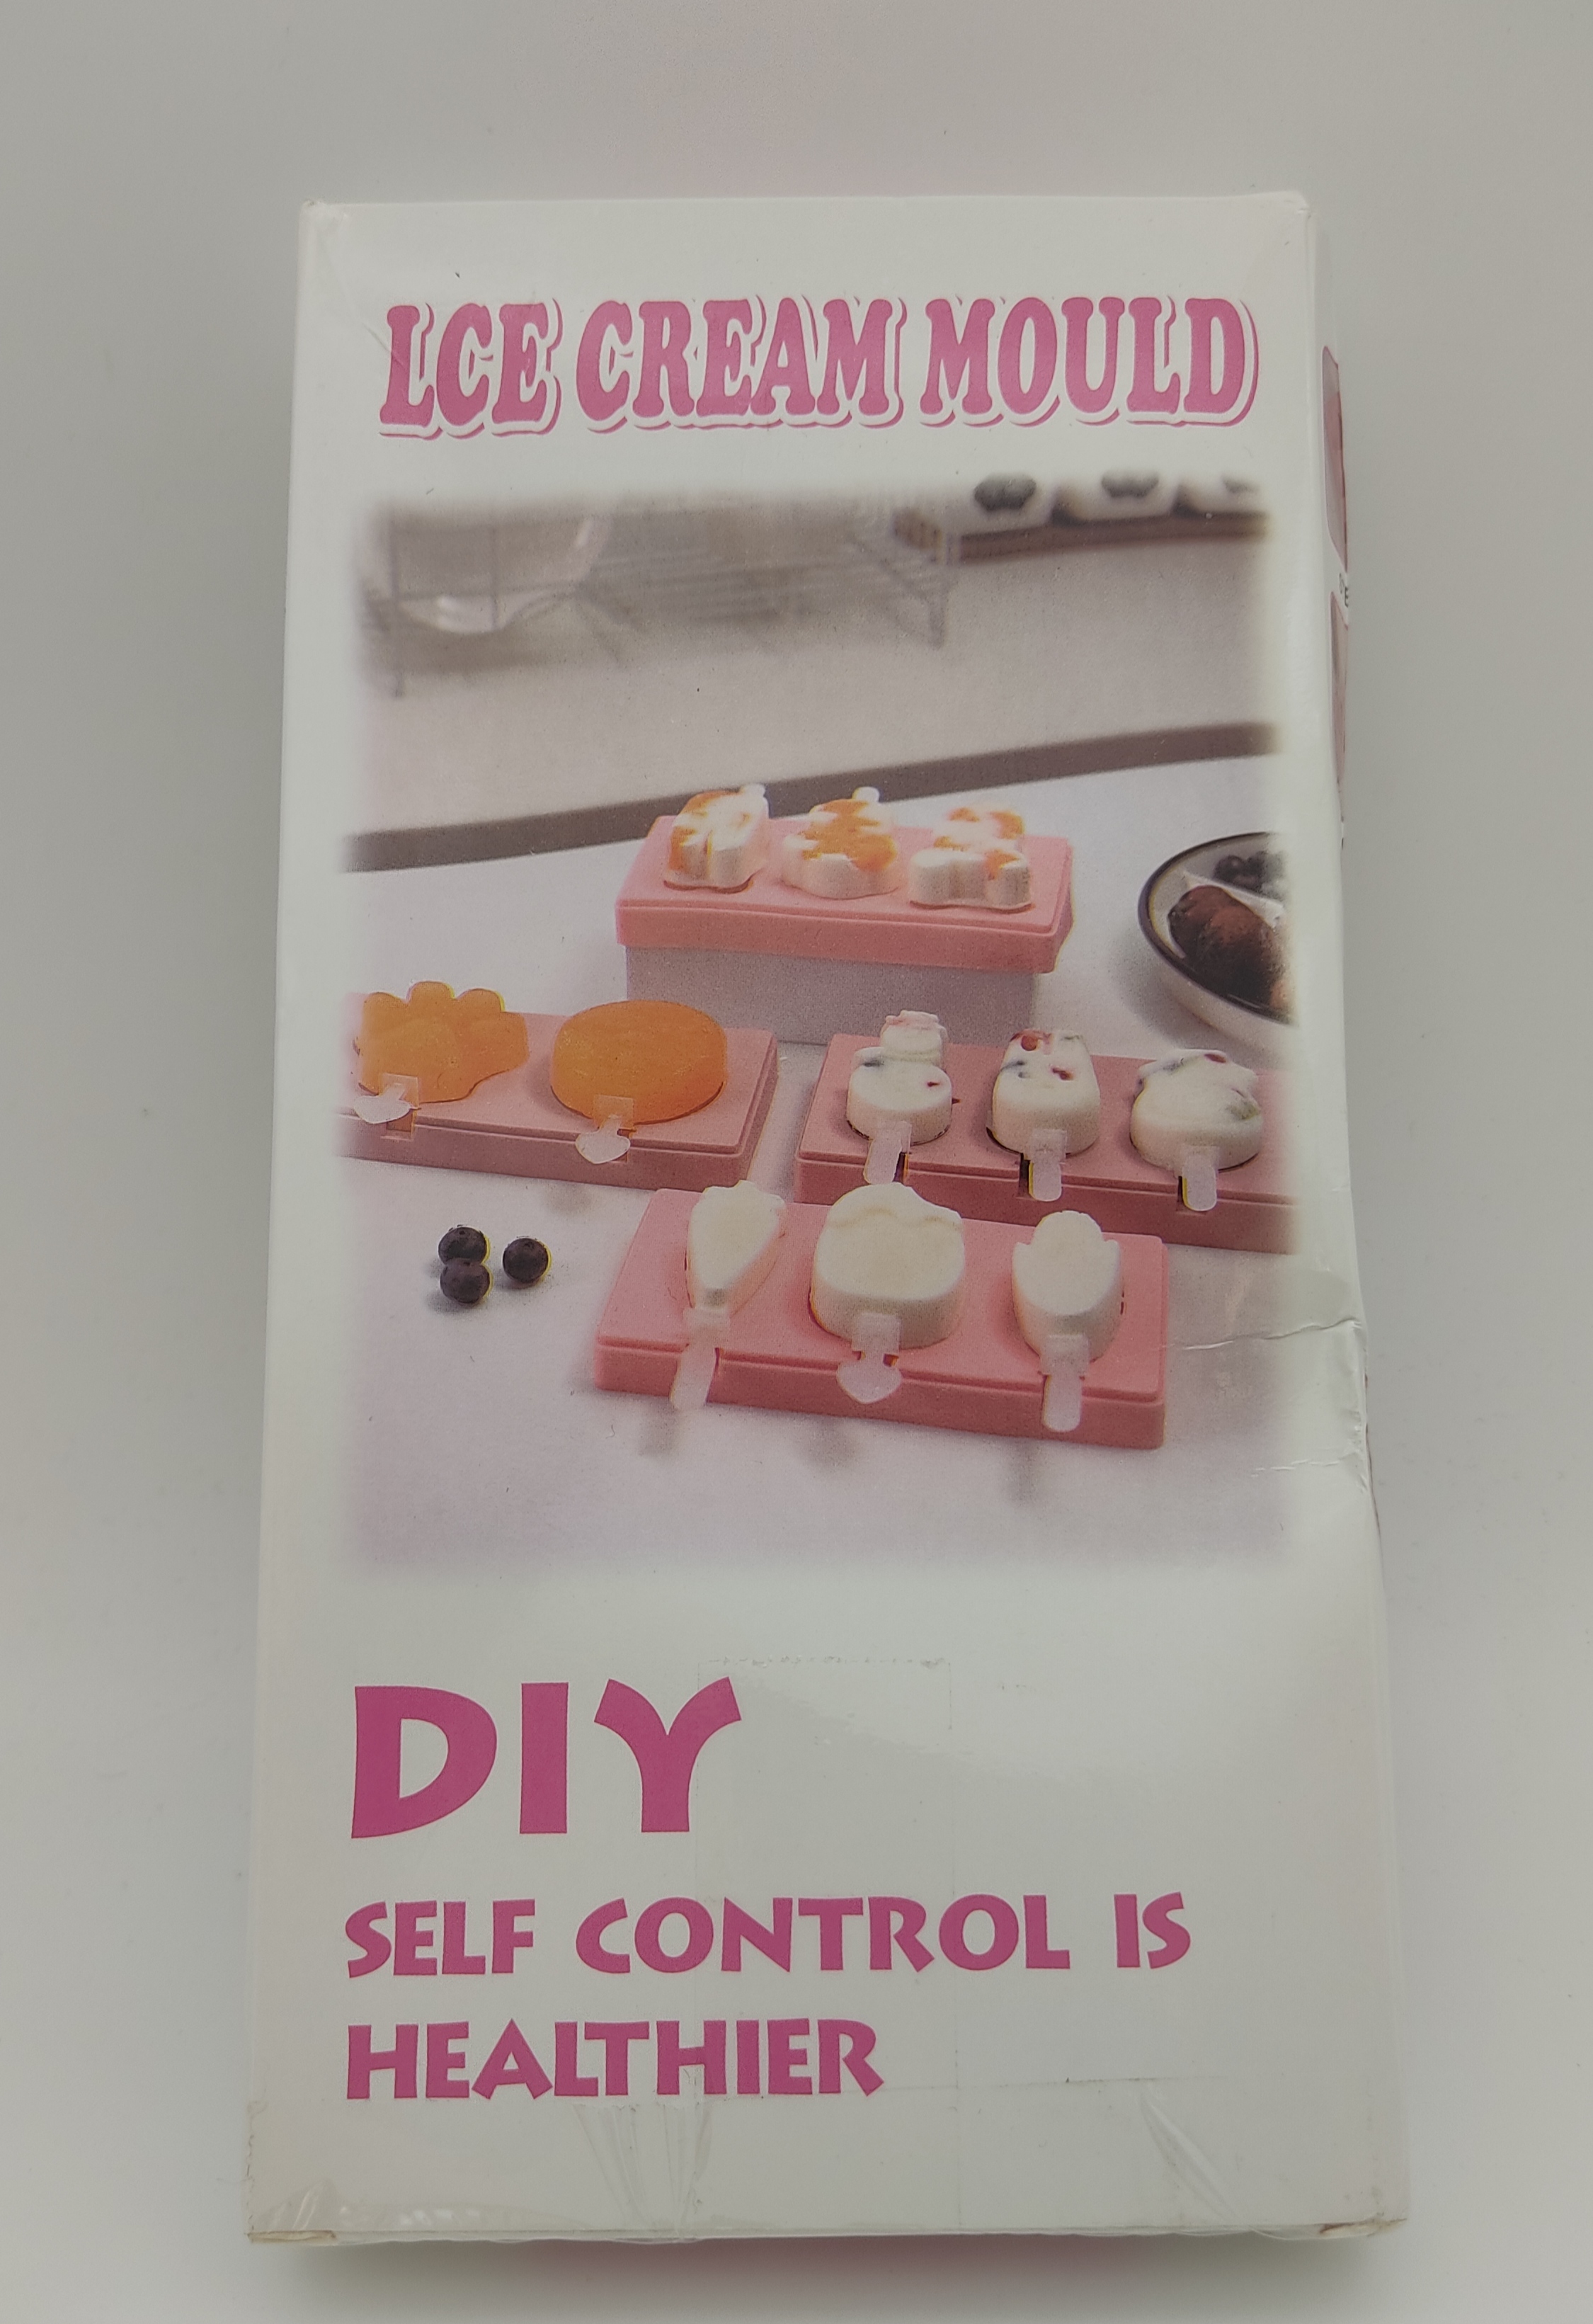 LCE CREAM MOULD
DIY
SELF CONTROL IS
HEALTHIER